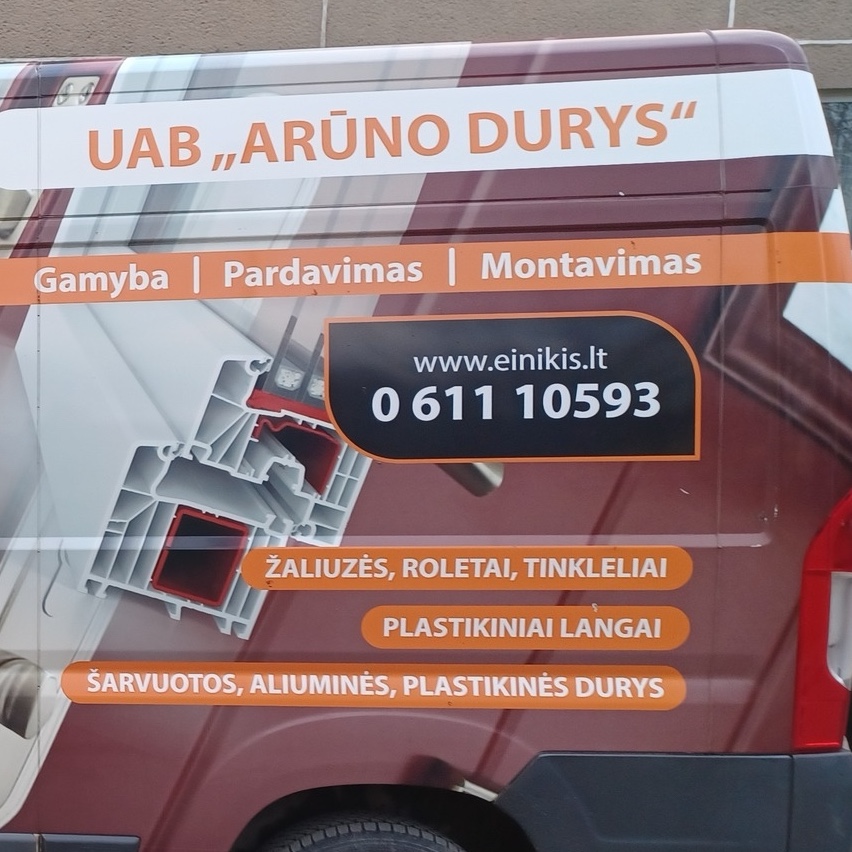 UAB „ARŪNO DURYS“
Gamyba | Pardavimas | Montavimas
www.einikis.lt
0 611 10593
ŽALIUZĖS, ROLETAI, TINKLELIAI
PLASTIKINIAI LANGAI
ŠARVUOTOS, ALIUMINĖS, PLASTIKINĖS DURYS